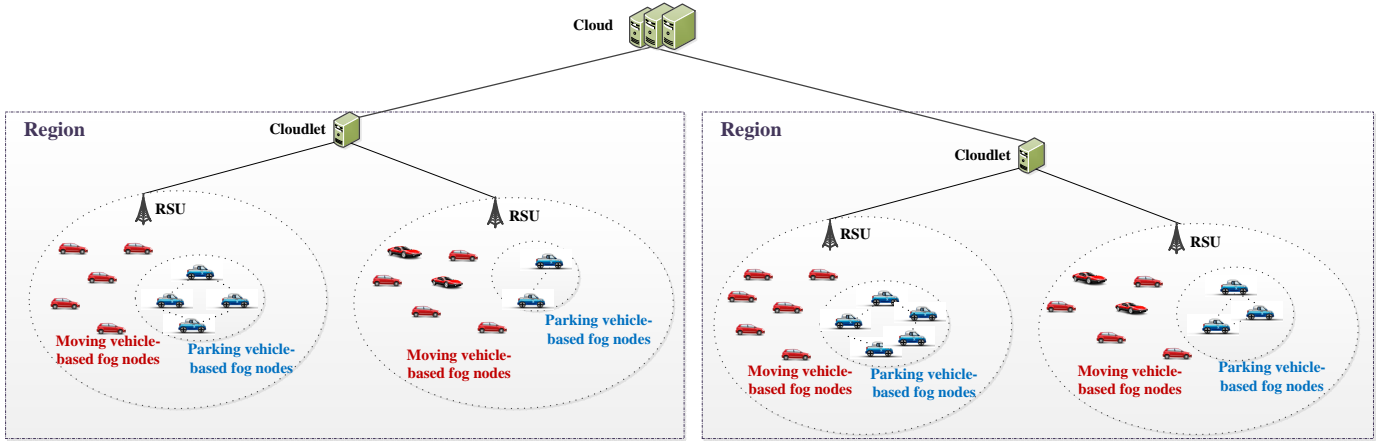 Cloud
Region
Cloudlet
RSU
RSU
Moving vehicle-
based fog nodes
Parking vehicle-
based fog nodes
Moving vehicle-
based fog nodes
Parking vehicle-
based fog nodes
Region
Cloudlet
RSU
RSU
Moving vehicle-
based fog nodes
Parking vehicle-
based fog nodes
Moving vehicle-
based fog nodes
Parking vehicle-
based fog nodes